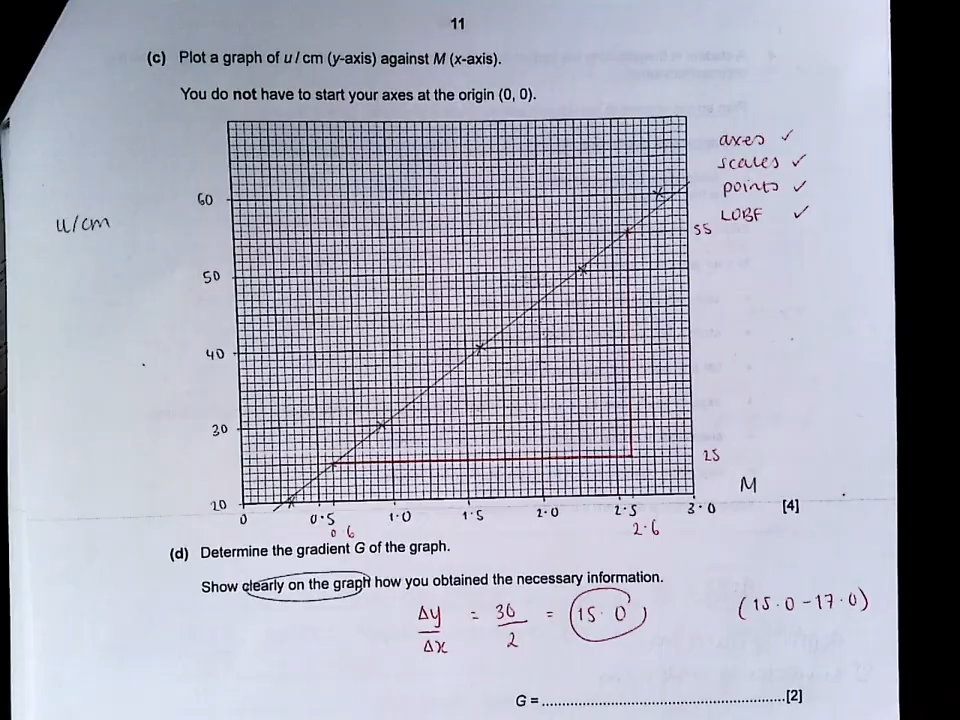 11
(c) Plot a graph of u / cm (y-axis) against M (x-axis).
You do not have to start your axes at the origin (0, 0).
axes ✓
scales ✓
points ✓
LOBF ✓
60
u/cm
55
50
40
30
25
20
M
0 0.5 1.0 1.5 2.0 2.5 3.0 [4]
0.6 2.6
(d) Determine the gradient G of the graph.
Show clearly on the graph how you obtained the necessary information.
Δy/Δx = 30/2 = 15.0 (15.0 - 17.0)
G = ......................................................[2]